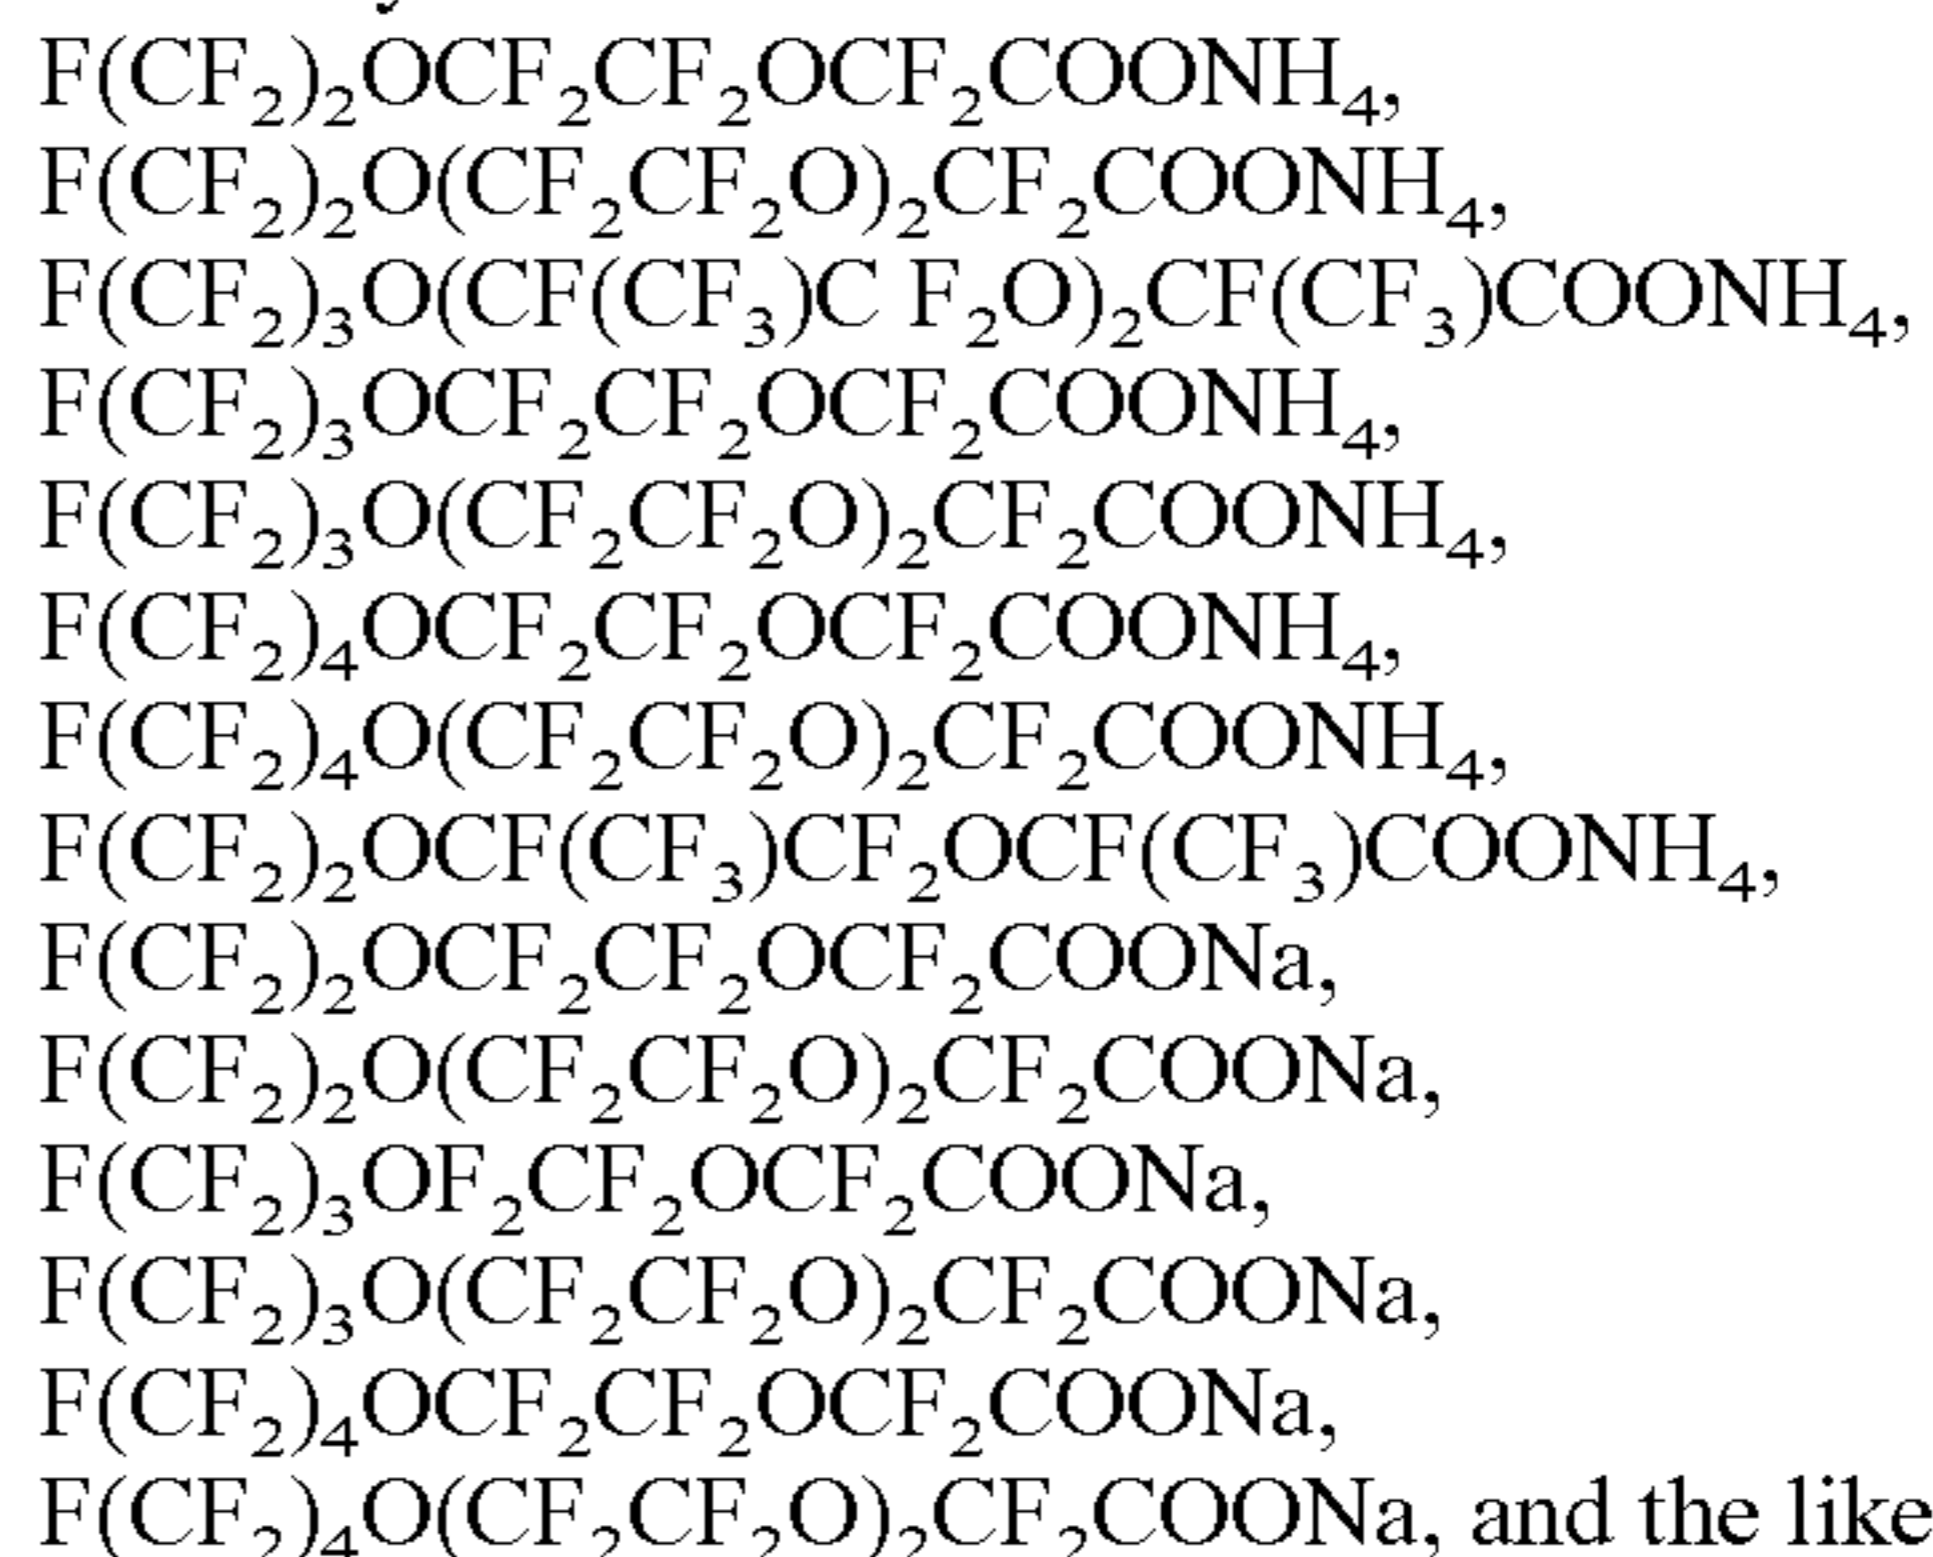 F(CF₂)₂OCF₂CF₂OCF₂COONH₄,
F(CF₂)₂O(CF₂CF₂O)₂CF₂COONH₄,
F(CF₂)₃O(CF(CF₃)C F₂O)₂CF(CF₃)COONH₄,
F(CF₂)₃OCF₂CF₂OCF₂COONH₄,
F(CF₂)₃O(CF₂CF₂O)₂CF₂COONH₄,
F(CF₂)₄OCF₂CF₂OCF₂COONH₄,
F(CF₂)₄O(CF₂CF₂O)₂CF₂COONH₄,
F(CF₂)₂OCF(CF₃)CF₂OCF(CF₃)COONH₄,
F(CF₂)₂OCF₂CF₂OCF₂COONa,
F(CF₂)₂O(CF₂CF₂O)₂CF₂COONa,
F(CF₂)₃OF₂CF₂OCF₂COONa,
F(CF₂)₃O(CF₂CF₂O)₂CF₂COONa,
F(CF₂)₄OCF₂CF₂OCF₂COONa,
F(CF₂)₄O(CF₂CF₂O)₂CF₂COONa, and the like